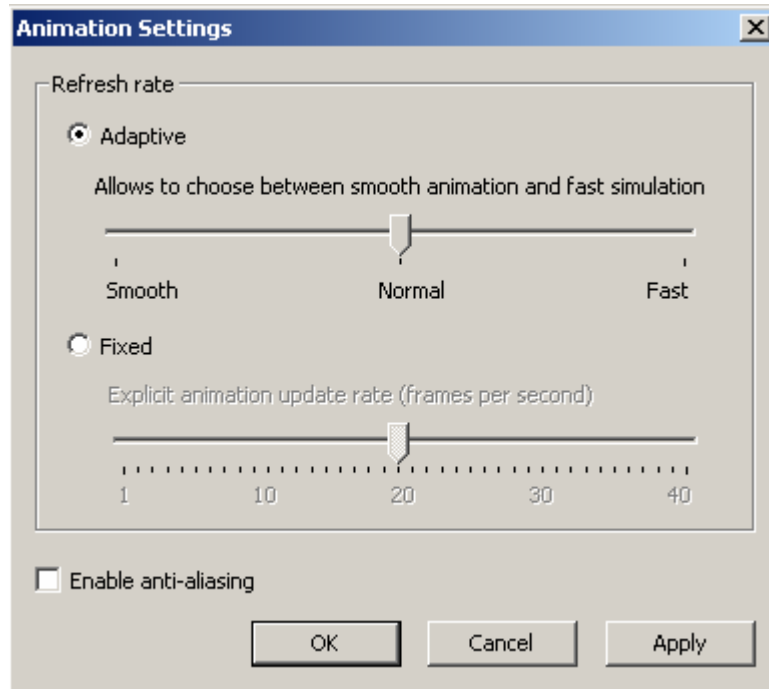 Animation Settings
Refresh rate
Adaptive
Allows to choose between smooth animation and fast simulation
Smooth Normal Fast
Fixed
Explicit animation update rate (frames per second)
1 10 20 30 40
Enable anti-aliasing
OK Cancel Apply